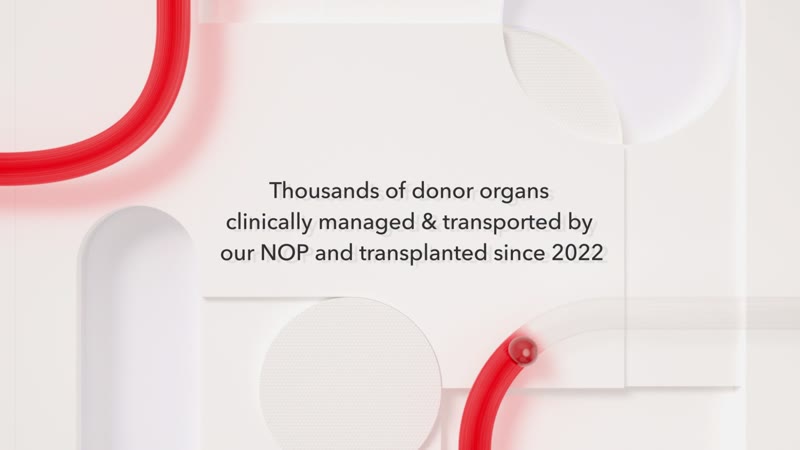 Thousands of donor organs
clinically managed & transported by
our NOP and transplanted since 2022